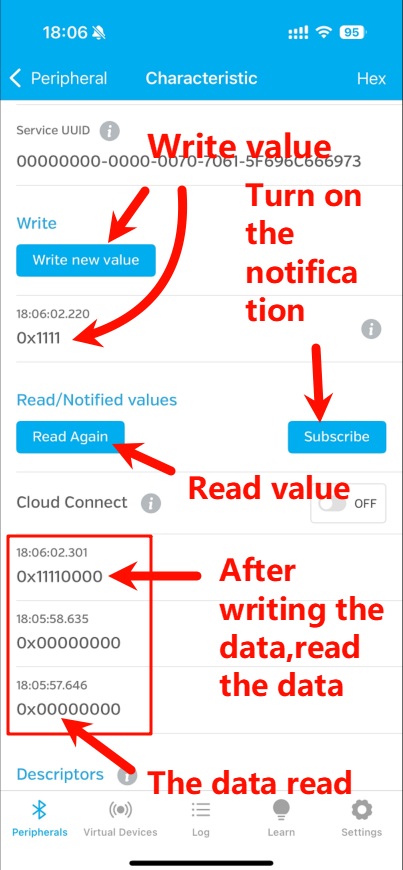 18:06
95
Peripheral
Characteristic
Hex
Service UUID
Write value
00000000-0000-0070-7061-5F696C666973
Turn on
the
notifica
tion
Write
Write new value
18:06:02.220
0x1111
Read/Notified values
Read Again
Subscribe
Read value
Cloud Connect
OFF
18:06:02.301
0x11110000
After
writing the
data,read
the data
18:05:58.635
0x00000000
18:05:57.646
0x00000000
Descriptors
The data read
Peripherals
Virtual Devices
Log
Learn
Settings